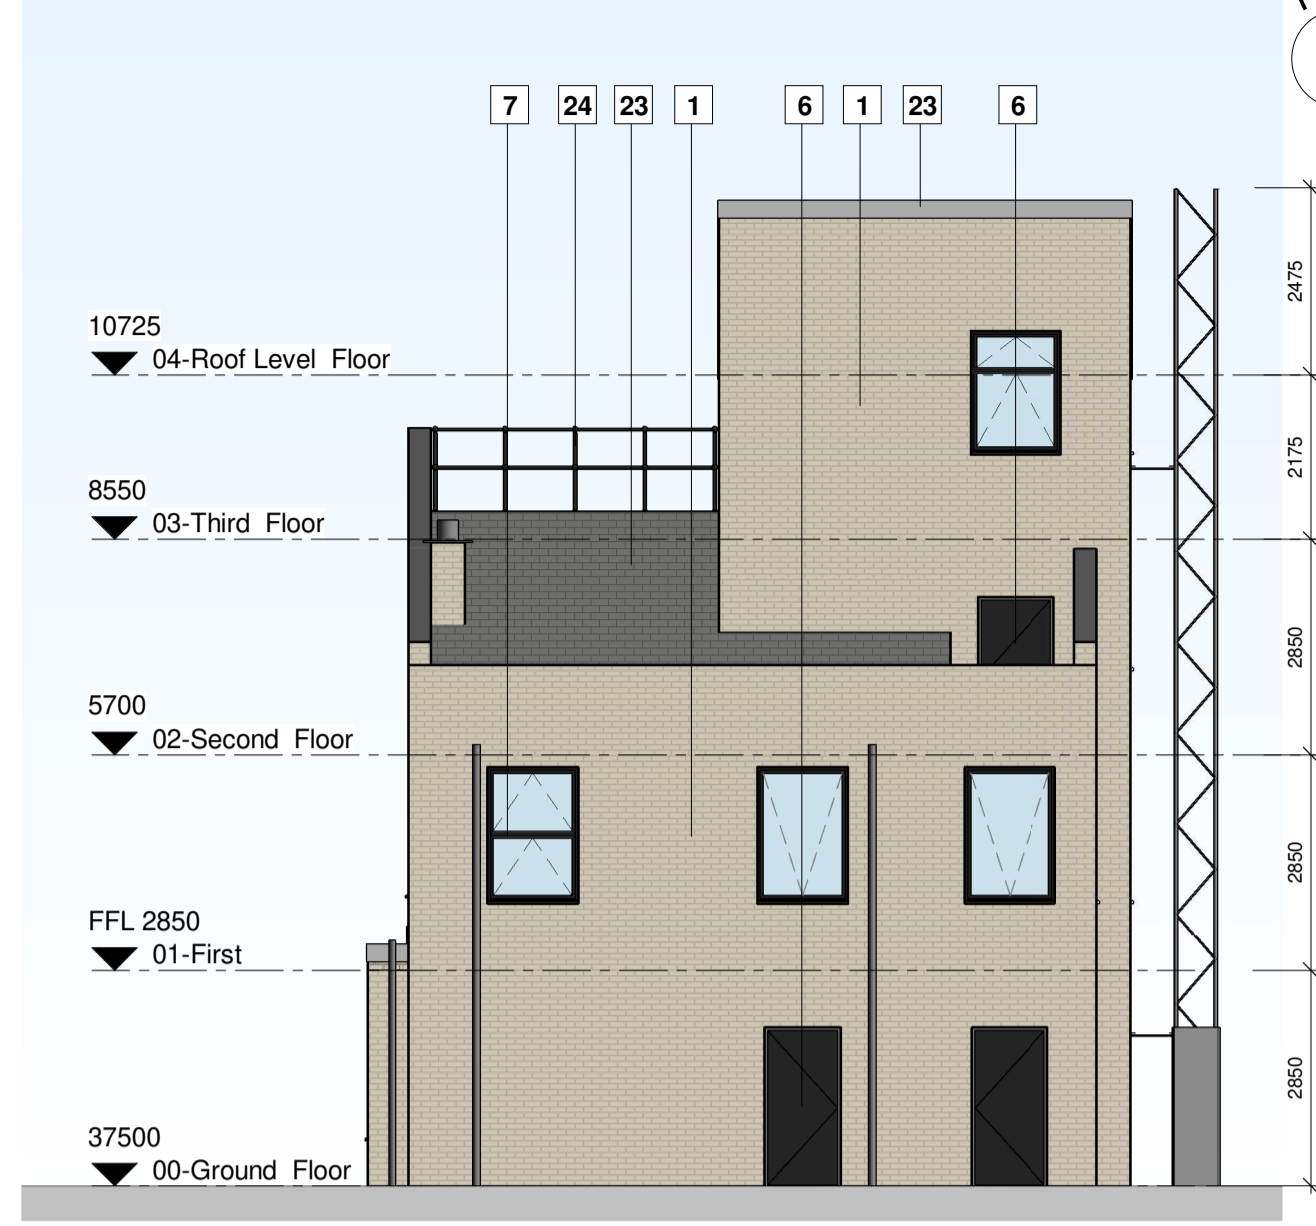 7 24 23 1 6 1 23 6
2475
10725
04-Roof Level Floor
2175
8550
03-Third Floor
2850
5700
02-Second Floor
2850
FFL 2850
01-First
2850
37500
00-Ground Floor